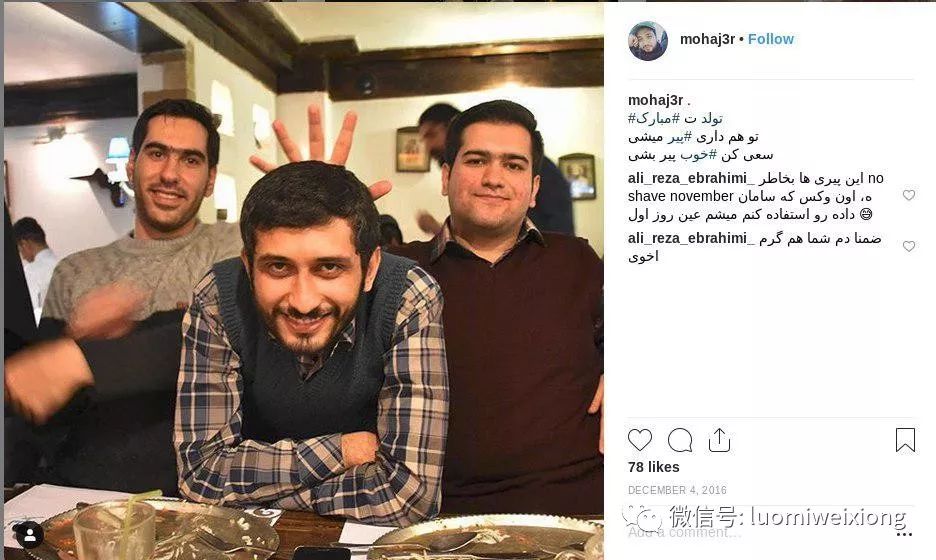 mohaj3r • Follow
mohaj3r .
تولد ت #مبارک#
تو هم داری #پیر میشی
سعی کن #خوب پیر بشی
ali_reza_ebrahimi_ این پیری ها بخاطر no
shave november ه، اون وکس که سامان
داده رو استفاده کنم میشم عین روز اول 😅
ali_reza_ebrahimi_ ضمنا دم شما هم گرم
اخوی
78 likes
DECEMBER 4, 2016
微信号: luomiweixiong
Add a comment…